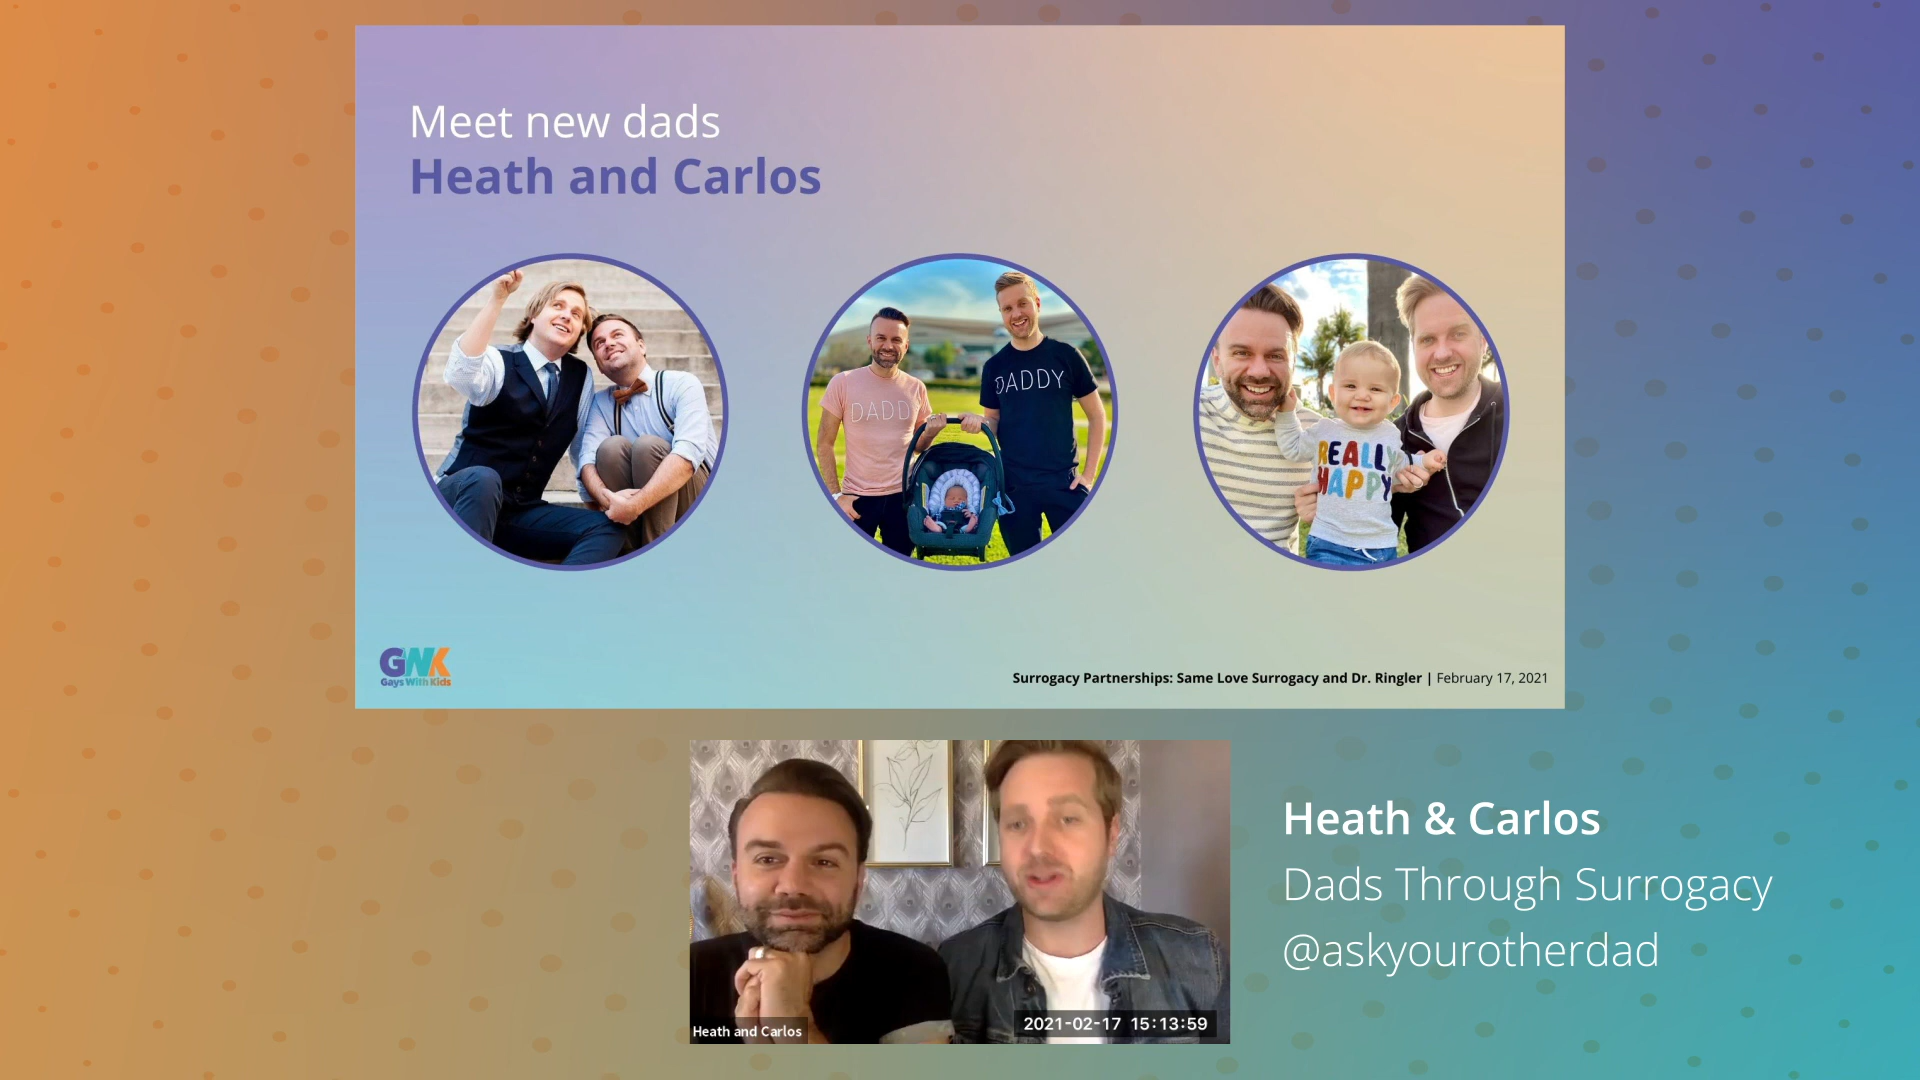 Meet new dads
Heath and Carlos
DADD
DADDY
REALLY
HAPPY
GWK
Gays With Kids
Surrogacy Partnerships: Same Love Surrogacy and Dr. Ringler | February 17, 2021
Heath & Carlos
Dads Through Surrogacy
@askyourotherdad
Heath and Carlos
2021-02-17 15:13:59